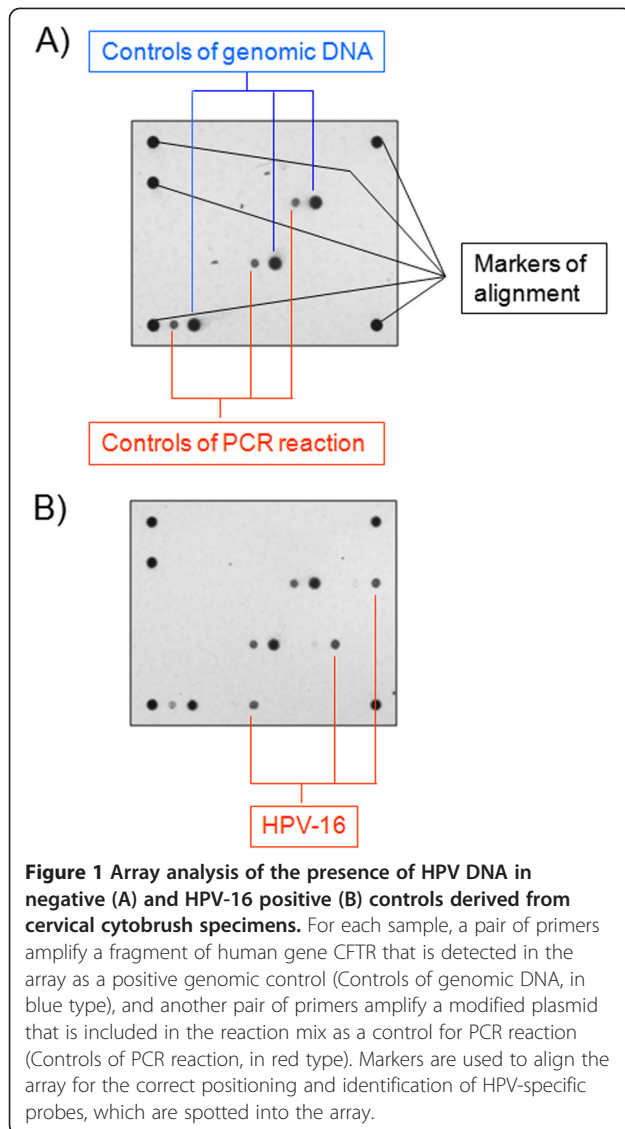 A)
Controls of genomic DNA
Markers of
alignment
Controls of PCR reaction
B)
HPV-16
Figure 1 Array analysis of the presence of HPV DNA in
negative (A) and HPV-16 positive (B) controls derived from
cervical cytobrush specimens. For each sample, a pair of primers
amplify a fragment of human gene CFTR that is detected in the
array as a positive genomic control (Controls of genomic DNA, in
blue type), and another pair of primers amplify a modified plasmid
that is included in the reaction mix as a control for PCR reaction
(Controls of PCR reaction, in red type). Markers are used to align the
array for the correct positioning and identification of HPV-specific
probes, which are spotted into the array.